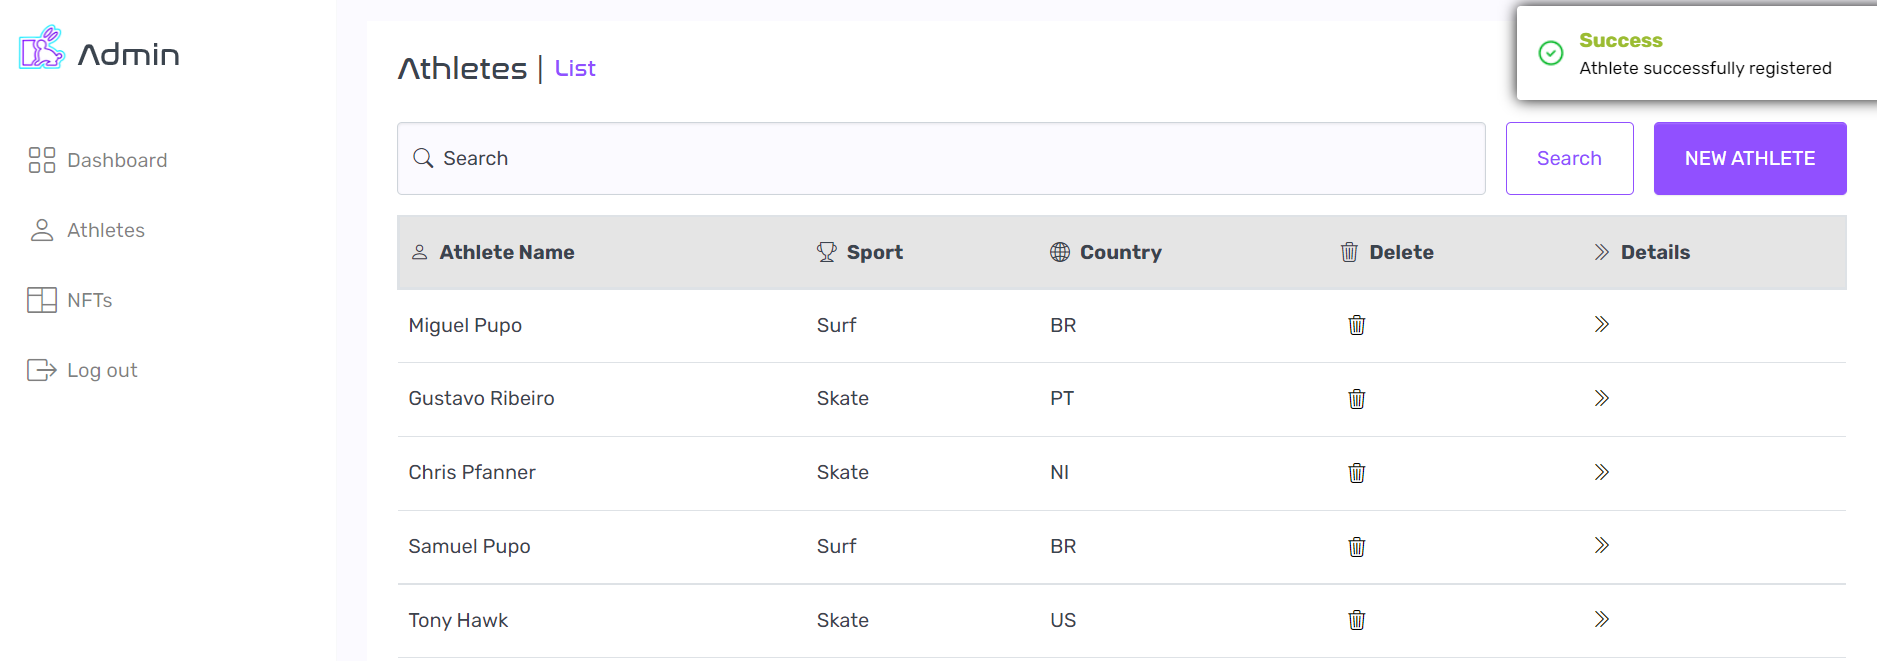 Admin
Dashboard
Athletes
NFTs
Log out
Athletes | List
Success
Athlete successfully registered
Search
Search
NEW ATHLETE
Athlete Name Sport Country Delete Details
Miguel Pupo Surf BR
Gustavo Ribeiro Skate PT
Chris Pfanner Skate NI
Samuel Pupo Surf BR
Tony Hawk Skate US